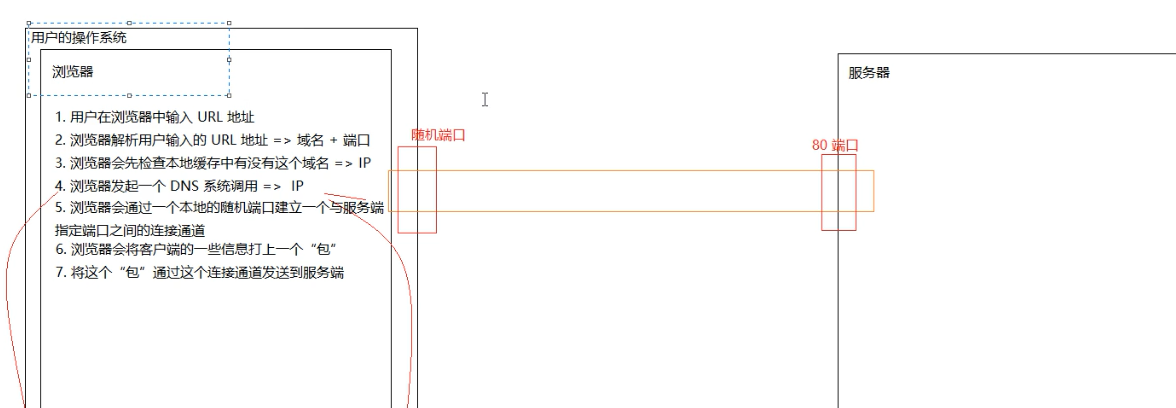 用户的操作系统
浏览器
1. 用户在浏览器中输入 URL 地址
2. 浏览器解析用户输入的 URL 地址 => 域名 + 端口
3. 浏览器会先检查本地缓存中有没有这个域名 => IP
4. 浏览器发起一个 DNS 系统调用 => IP
5. 浏览器会通过一个本地的随机端口建立一个与服务端
指定端口之间的连接通道
6. 浏览器会将客户端的一些信息打上一个“包”
7. 将这个“包”通过这个连接通道发送到服务端
随机端口
80 端口
服务器